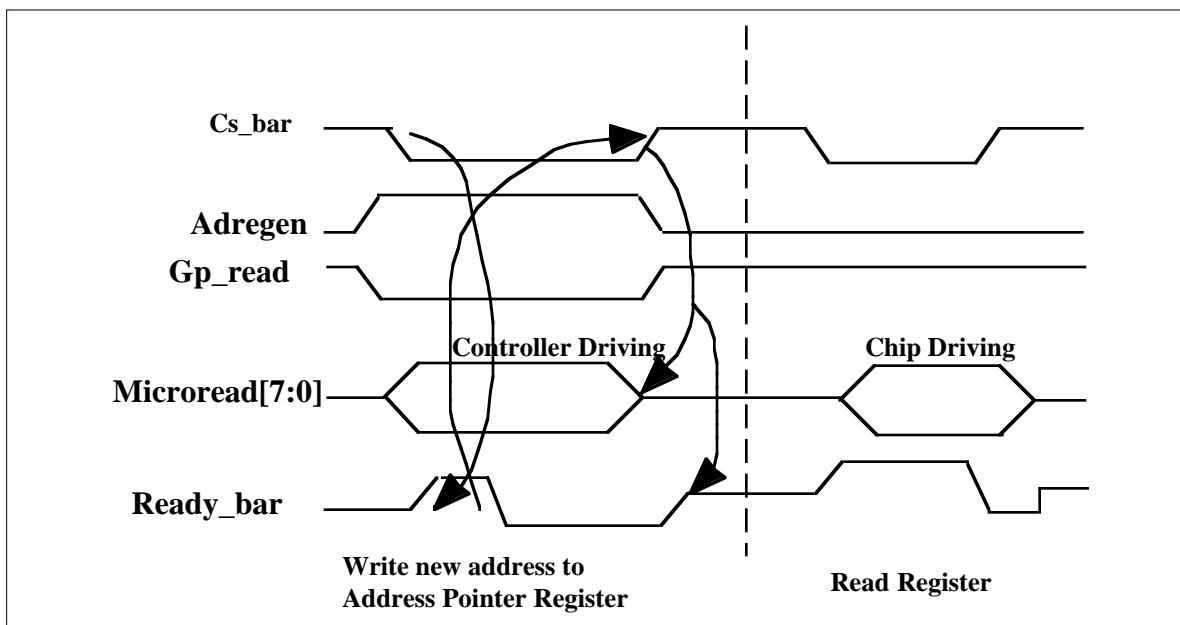 Cs_bar
Adregen
Gp_read
Controller Driving
Chip Driving
Microread[7:0]
Ready_bar
Write new address to
Address Pointer Register
Read Register